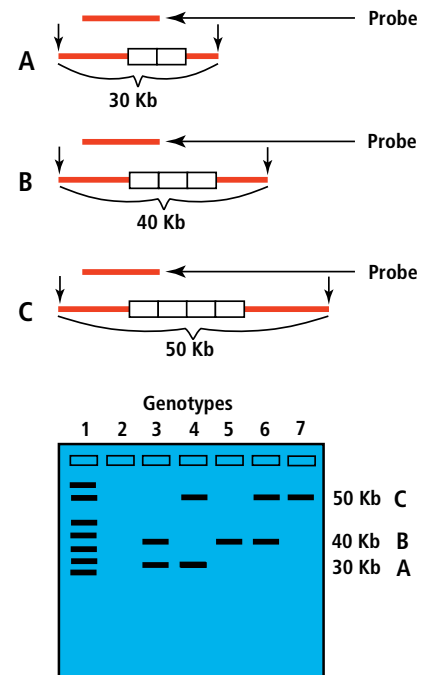 Probe
A
30 Kb
Probe
B
40 Kb
Probe
C
50 Kb
Genotypes
1 2 3 4 5 6 7
50 Kb C
40 Kb B
30 Kb A